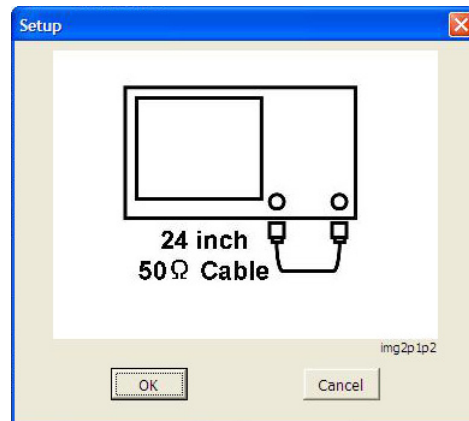 Setup
24 inch
50Ω Cable
img2p1p2
OK
Cancel